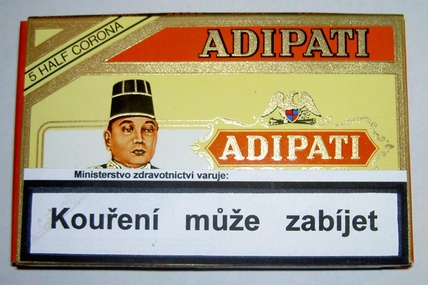 5 HALF CORONA
ADIPATI
ADIPATI
Ministerstvo zdravotnictví varuje:
Kouření může zabíjet